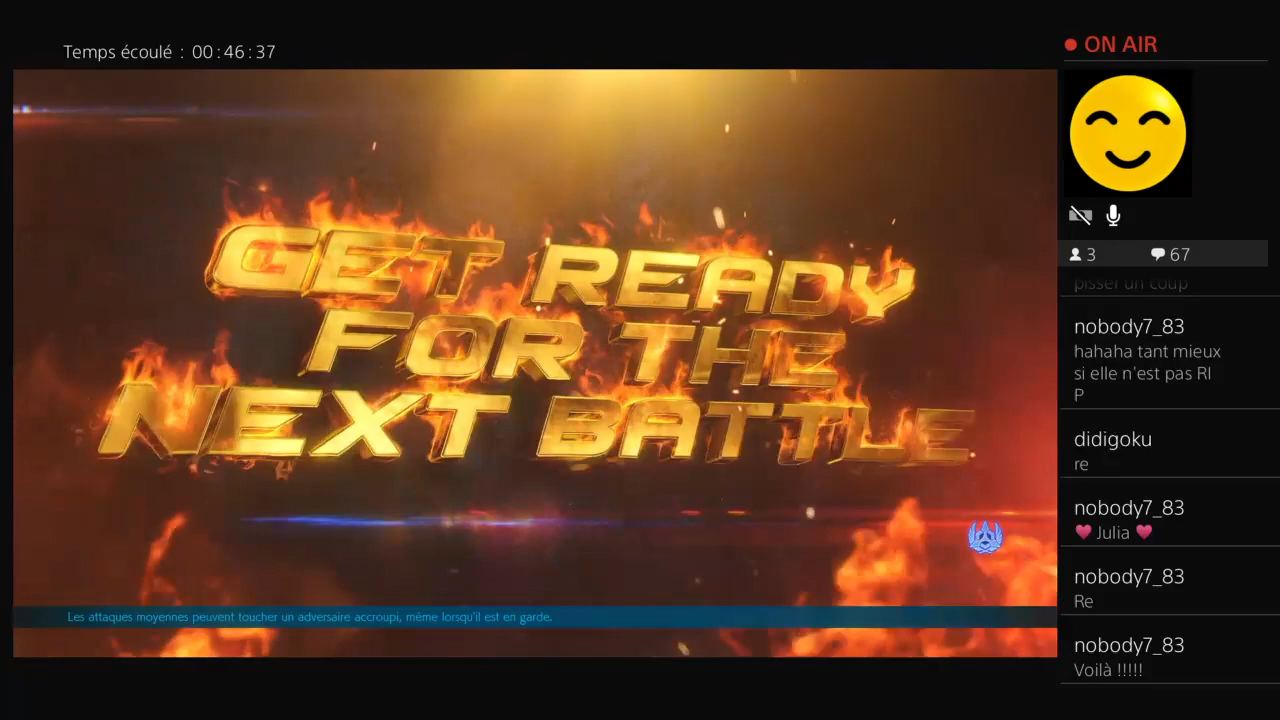 Temps écoulé : 00:46:37
ON AIR
GET READY
FOR THE
NEXT BATTLE
Les attaques moyennes peuvent toucher un adversaire accroupi, même lorsqu'il est en garde.
3
67
pisser un coup
nobody7_83
hahaha tant mieux
si elle n'est pas RI
P
didigoku
re
nobody7_83
💗 Julia 💗
nobody7_83
Re
nobody7_83
Voilà !!!!!